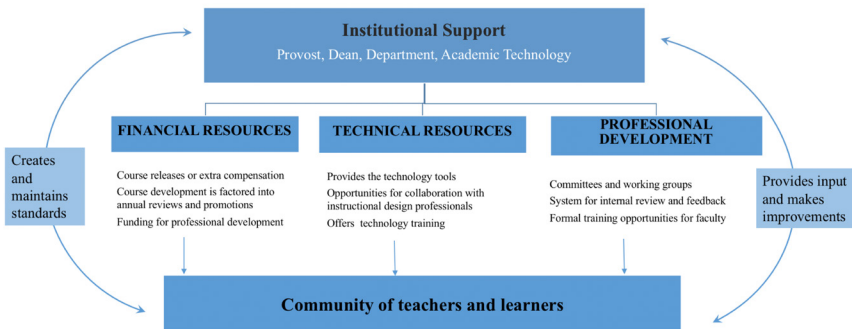 Institutional Support
Provost, Dean, Department, Academic Technology
FINANCIAL RESOURCES
TECHNICAL RESOURCES
PROFESSIONAL
DEVELOPMENT
Creates
and
maintains
standards
Course releases or extra compensation
Course development is factored into
annual reviews and promotions
Funding for professional development
Provides the technology tools
Opportunities for collaboration with
instructional design professionals
Offers technology training
Committees and working groups
System for internal review and feedback
Formal training opportunities for faculty
Provides input
and makes
improvements
Community of teachers and learners